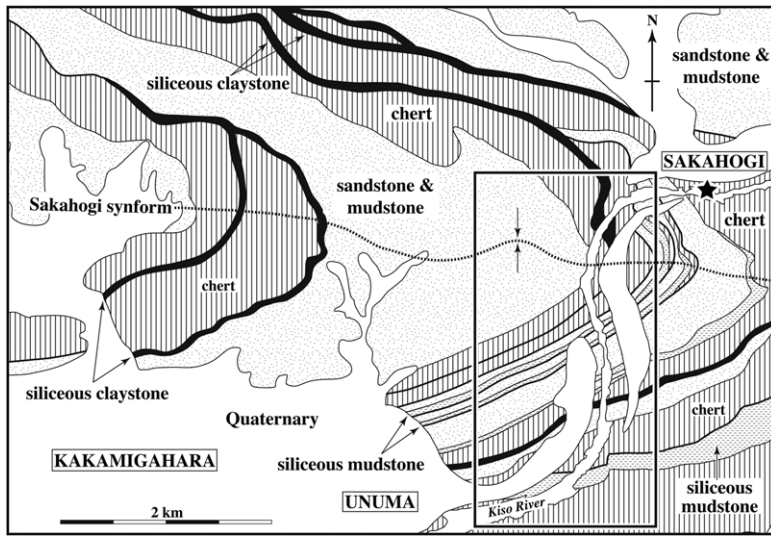 N
siliceous claystone
sandstone &
mudstone
chert
SAKAHOGI
sandstone &
mudstone
Sakahogi synform
chert
chert
siliceous claystone
Quaternary
chert
siliceous mudstone
KAKAMIGAHARA
siliceous
mudstone
UNUMA
Kiso River
2 km